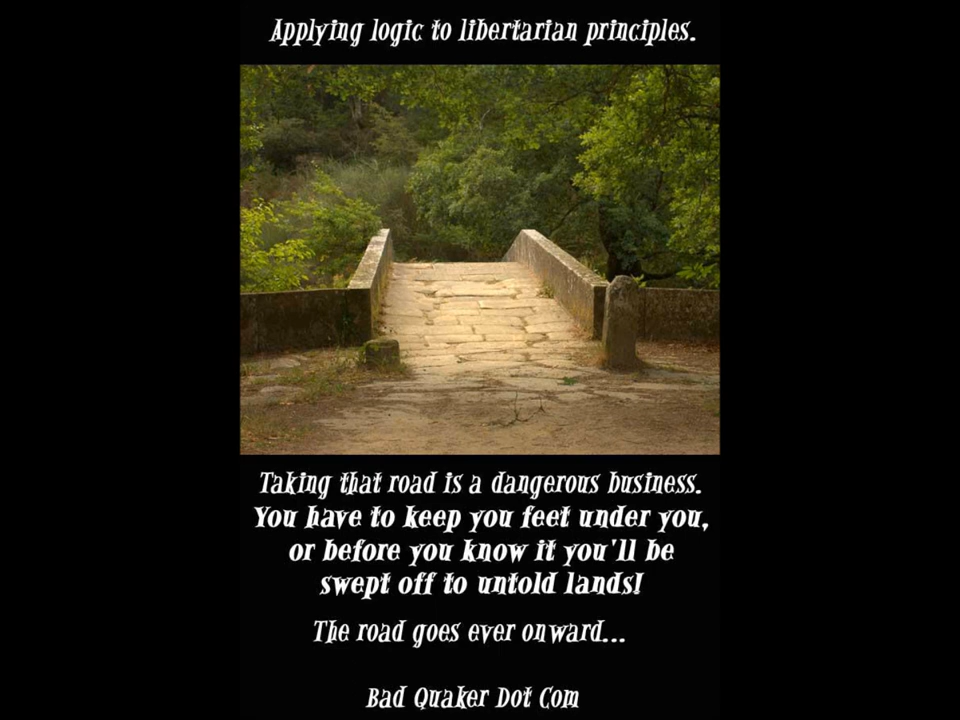 Applying logic to libertarian principles.
Taking that road is a dangerous business.
You have to keep you feet under you,
or before you know it you'll be
swept off to untold lands!
The road goes ever onward...
Bad Quaker Dot Com